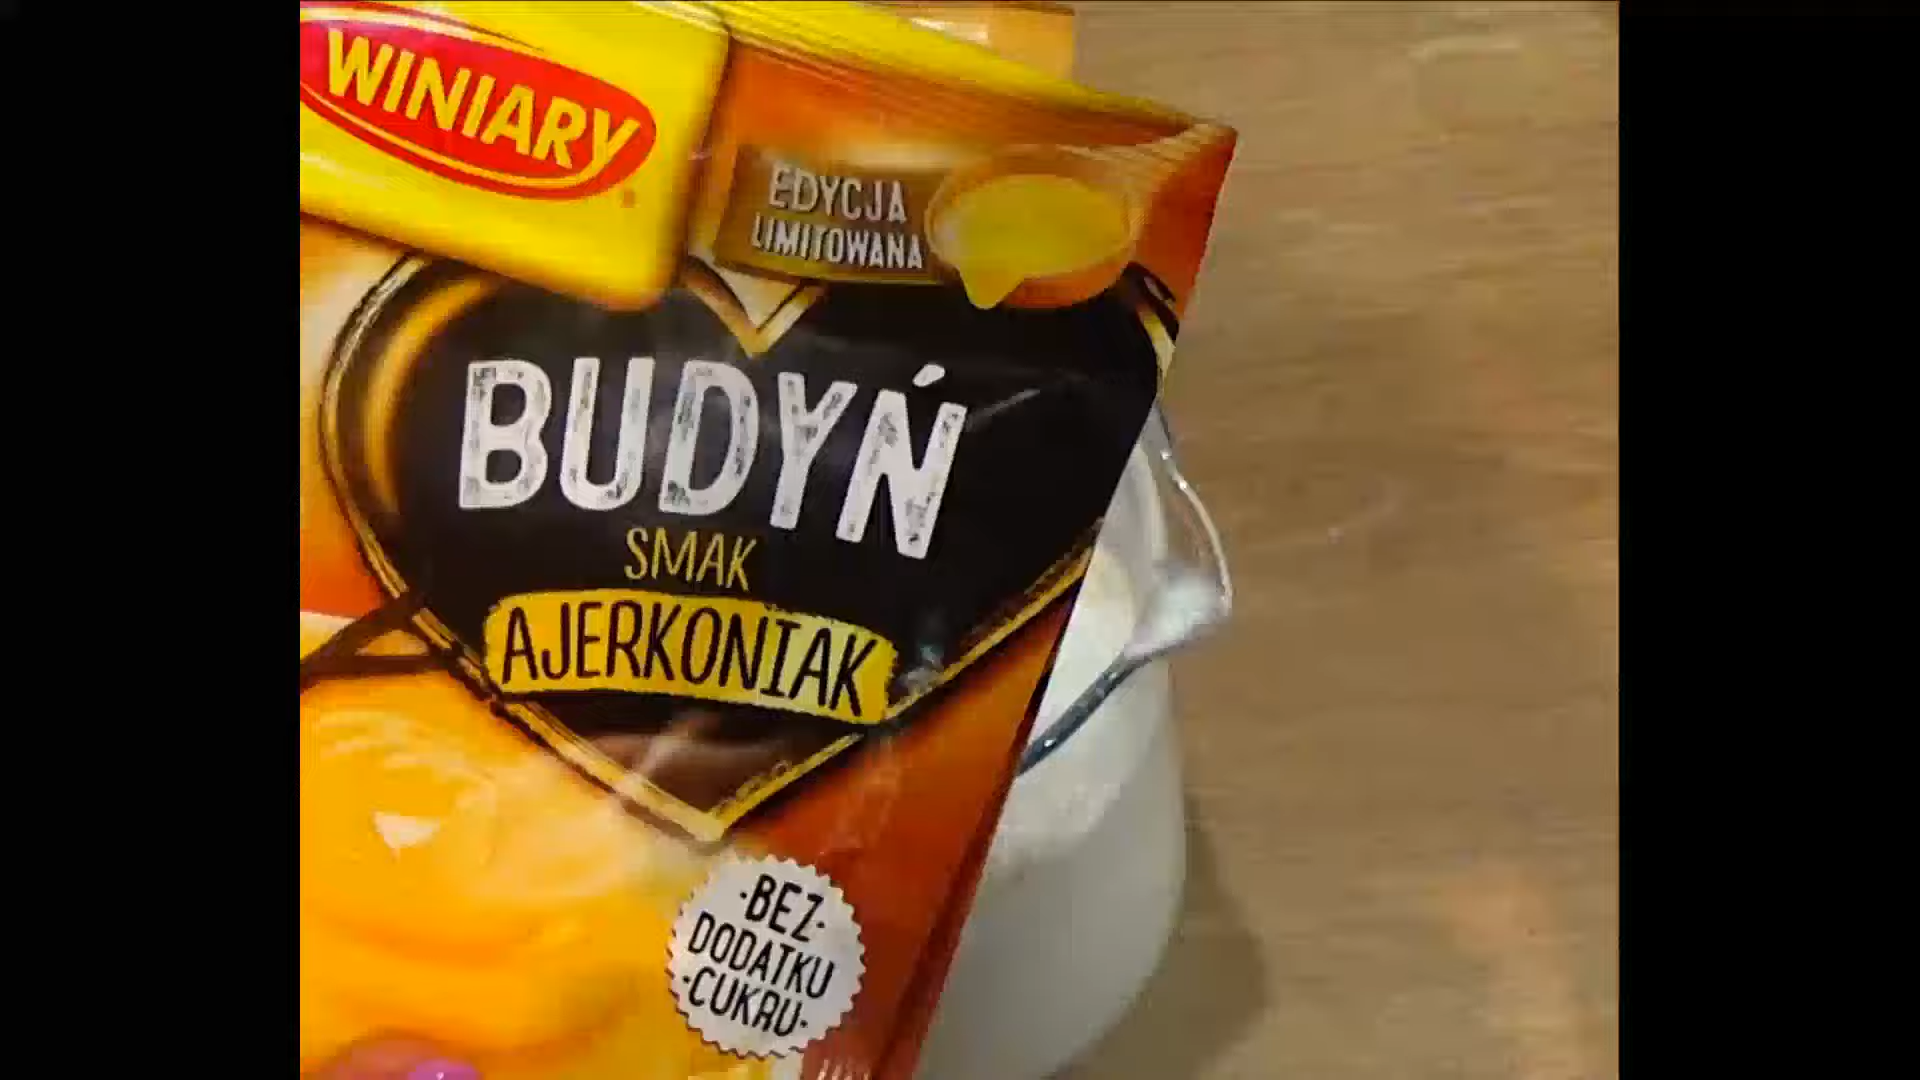 WINIARY
EDYCJA
LIMITOWANA
BUDYŃ
SMAK
AJERKONIAK
·BEZ·
DODATKU
·CUKRU·